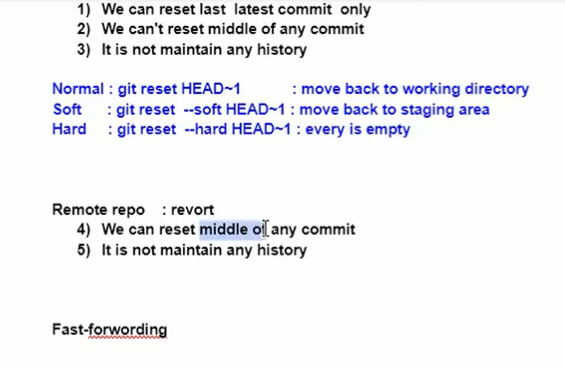 1) We can reset last latest commit only
2) We can't reset middle of any commit
3) It is not maintain any history
Normal : git reset HEAD~1 : move back to working directory
Soft : git reset --soft HEAD~1 : move back to staging area
Hard : git reset --hard HEAD~1 : every is empty
Remote repo : revort
4) We can reset middle of any commit
5) It is not maintain any history
Fast-forwording